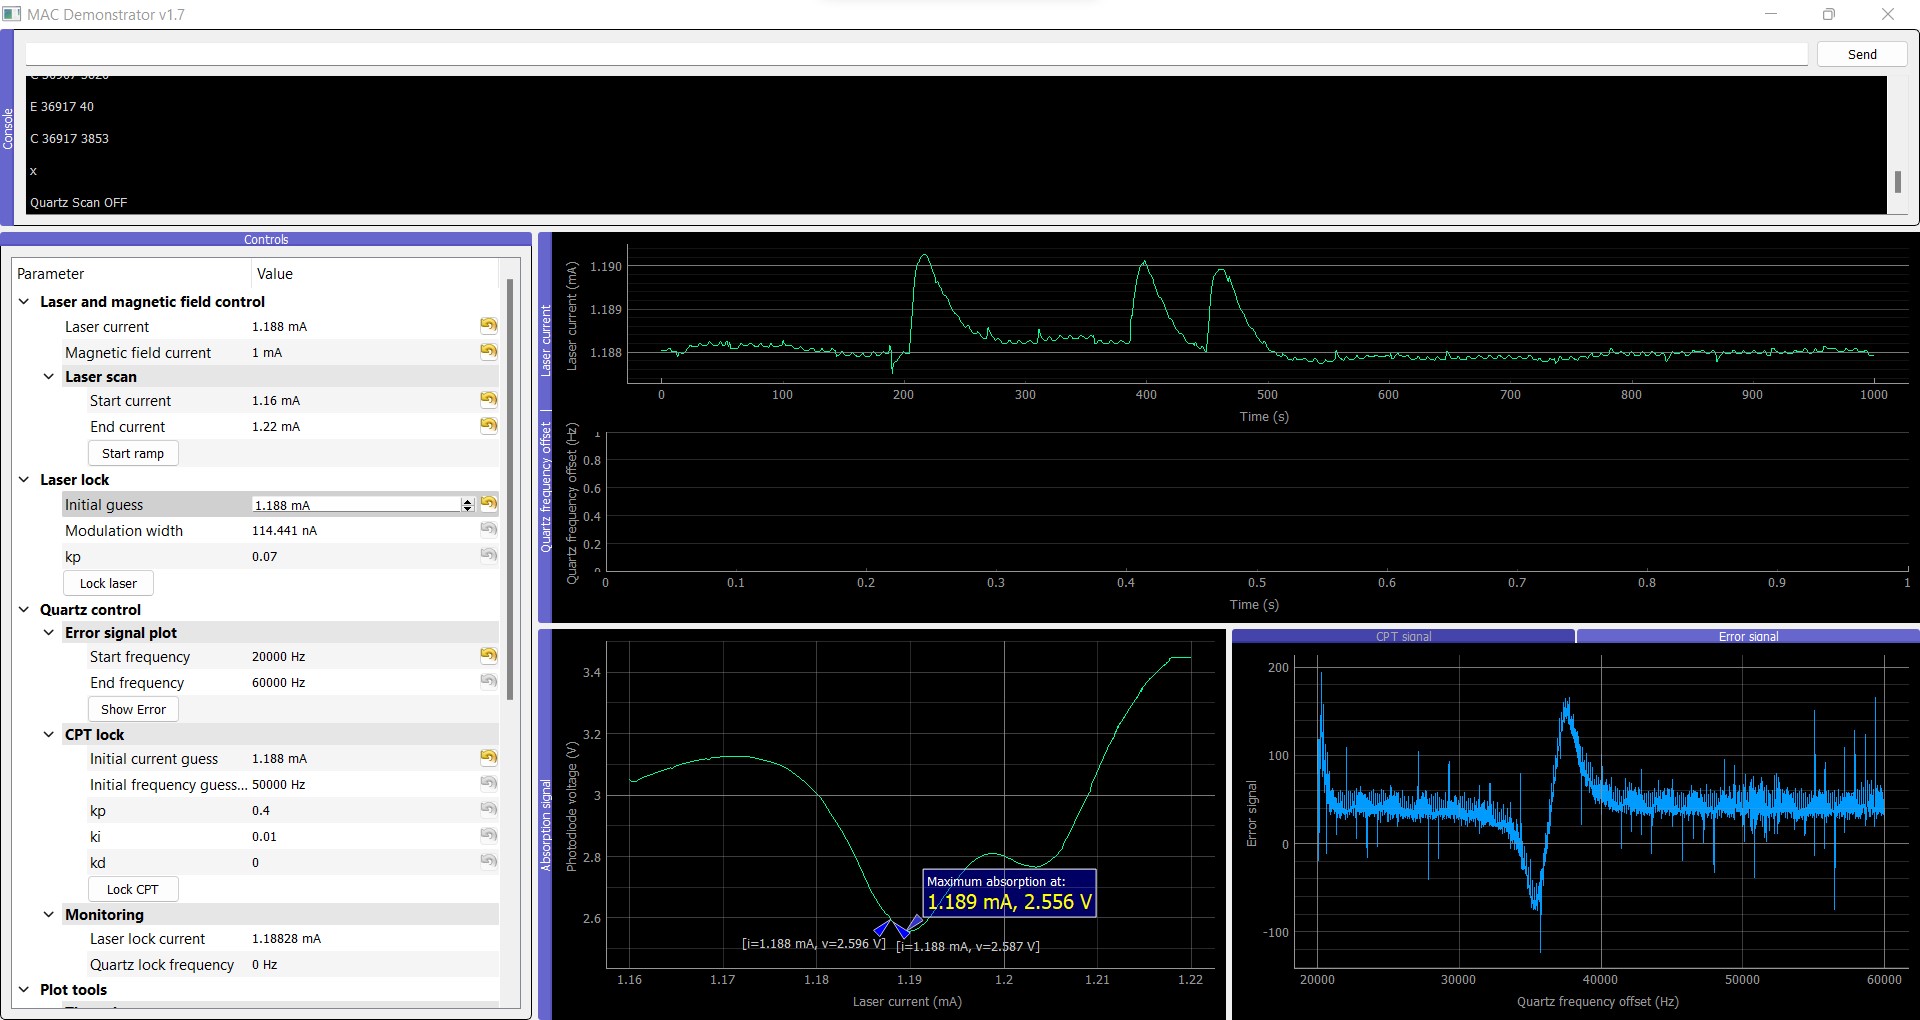 MAC Demonstrator v1.7
Console
Send
E 36917 40
C 36917 3853
x
Quartz Scan OFF
Controls
Parameter Value
Laser and magnetic field control
Laser current 1.188 mA
Magnetic field current 1 mA
Laser scan
Start current 1.16 mA
End current 1.22 mA
Start ramp
Laser lock
Initial guess 1.188 mA
Modulation width 114.441 nA
kp 0.07
Lock laser
Quartz control
Error signal plot
Start frequency 20000 Hz
End frequency 60000 Hz
Show Error
CPT lock
Initial current guess 1.188 mA
Initial frequency guess... 50000 Hz
kp 0.4
ki 0.01
kd 0
Lock CPT
Monitoring
Laser lock current 1.18828 mA
Quartz lock frequency 0 Hz
Plot tools
Laser current
Laser current (mA)
1.190
1.189
1.188
0 100 200 300 400 500 600 700 800 900 1000
Time (s)
Quartz frequency offset
Quartz frequency offset (Hz)
1
0.8
0.6
0.4
0.2
0
0 0.1 0.2 0.3 0.4 0.5 0.6 0.7 0.8 0.9 1
Time (s)
Absorption signal
Photodiode voltage (V)
3.4
3.2
3
2.8
2.6
Maximum absorption at:
1.189 mA, 2.556 V
[i=1.188 mA, v=2.596 V]
[i=1.188 mA, v=2.587 V]
1.16 1.17 1.18 1.19 1.2 1.21 1.22
Laser current (mA)
CPT signal
Error signal
Error signal
200
100
0
-100
20000 30000 40000 50000 60000
Quartz frequency offset (Hz)